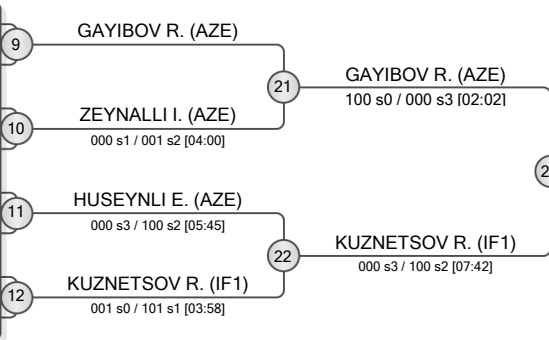 GAYIBOV R. (AZE)
9
21
GAYIBOV R. (AZE)
100 s0 / 000 s3 [02:02]
10
ZEYNALLI I. (AZE)
000 s1 / 001 s2 [04:00]
2
11
HUSEYNLI E. (AZE)
000 s3 / 100 s2 [05:45]
22
KUZNETSOV R. (IF1)
000 s3 / 100 s2 [07:42]
12
KUZNETSOV R. (IF1)
001 s0 / 101 s1 [03:58]